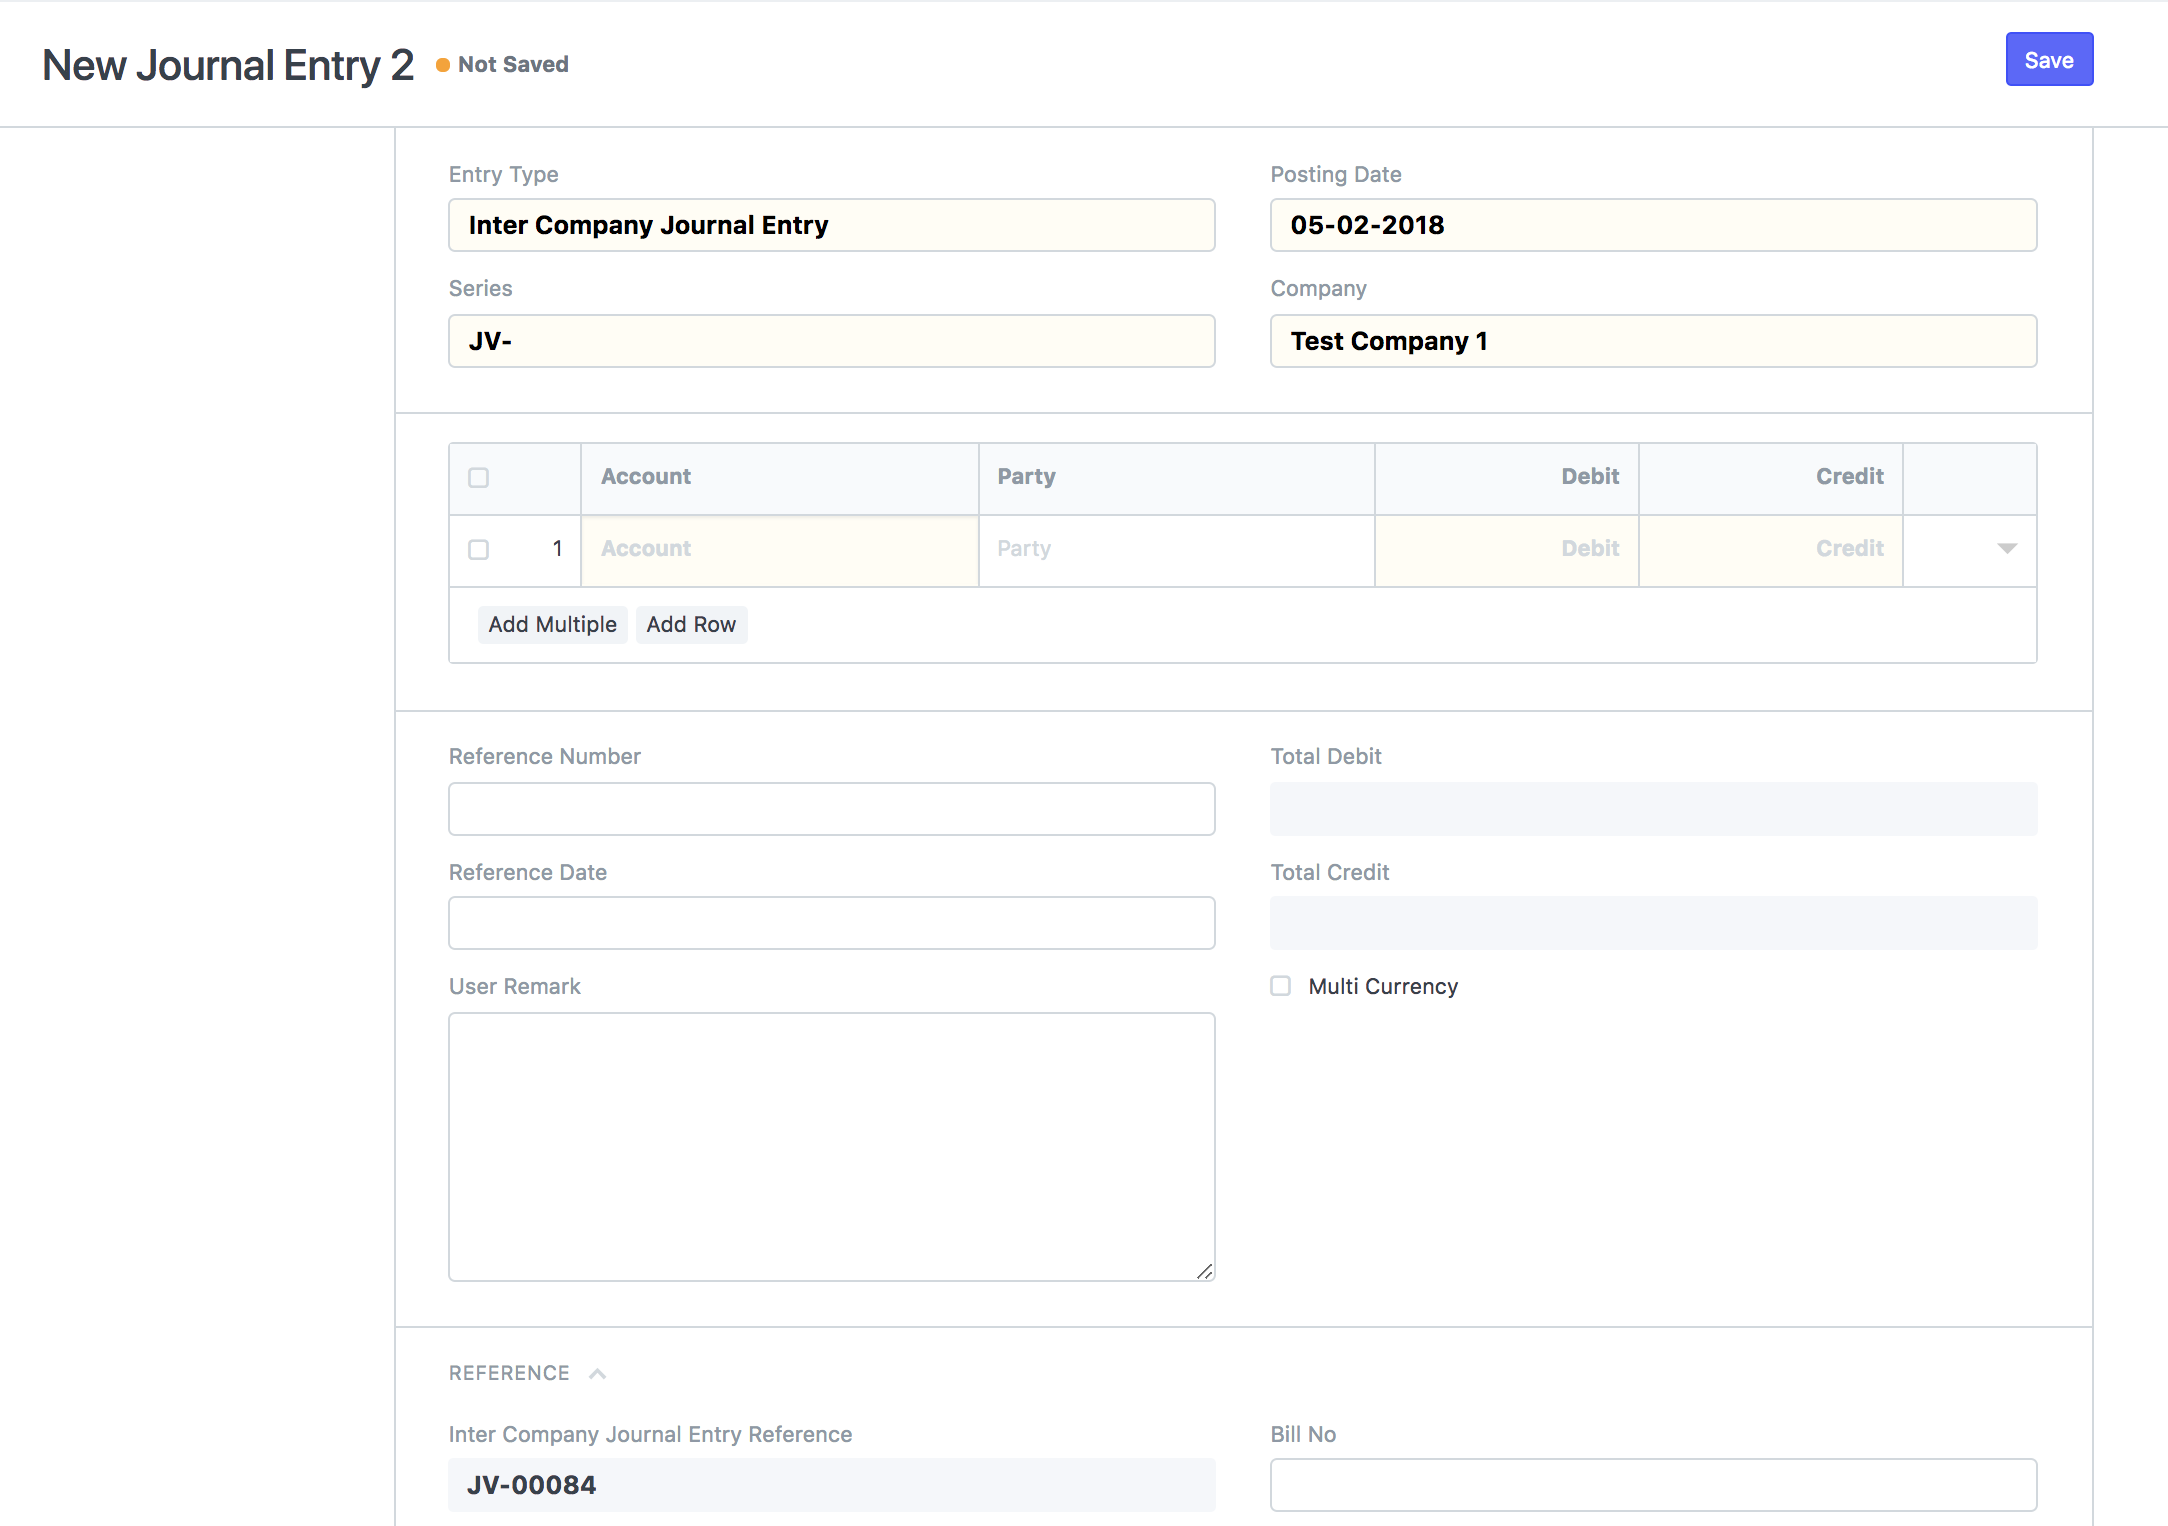 New Journal Entry 2 Not Saved Save
Entry Type Posting Date
Inter Company Journal Entry 05-02-2018
Series Company
JV- Test Company 1
Account Party Debit Credit
1 Account Party Debit Credit
Add Multiple Add Row
Reference Number Total Debit
Reference Date Total Credit
User Remark Multi Currency
REFERENCE
Inter Company Journal Entry Reference Bill No
JV-00084